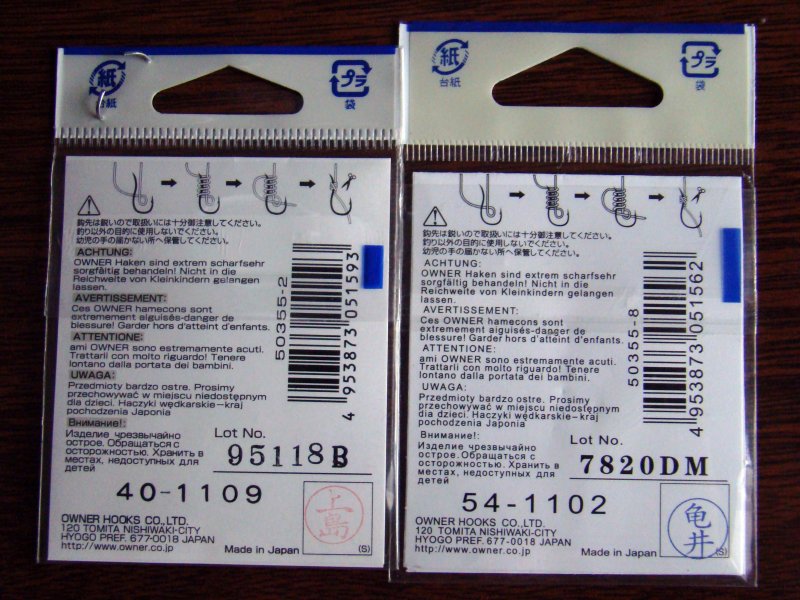 紙
台紙
プラ
袋
鈎先は鋭いので取扱いには十分御注意してください。
釣り以外の目的に使用しないでください。
幼児の手の届かない所へ保管してください。
ACHTUNG:
OWNER Haken sind extrem scharfsehr
sorgfältig behandeln! Nicht in die
Reichweite von Kleinkindern gelangen
lassen.
AVERTISSEMENT:
Ces OWNER hamecons sont
extremement aiguisés-danger de
blessure! Garder hors d'atteint d'enfants.
ATTENTIONE:
ami OWNER sono estremamente acuti.
Trattarli con molto riguardo! Tenere
lontano dalla portata dei bambini.
UWAGA:
Przedmioty bardzo ostre. Prosimy
przechowywać w miejscu niedostępnym
dla dzieci. Haczyki wędkarskie-kraj
pochodzenia Japonia
Внимание!:
Изделие чрезвычайно
острое. Обращаться с
осторожностью. Хранить в
местах, недоступных для
детей
50355-2
4 953873 051593
Lot No.
95118B
40-1109
上島
OWNER HOOKS CO.,LTD.
120 TOMITA NISHIWAKI-CITY
HYOGO PREF. 677-0018 JAPAN
http://www.owner.co.jp
Made in Japan
(S)
紙
台紙
プラ
袋
鈎先は鋭いので取扱いには十分御注意してください。
釣り以外の目的に使用しないでください。
幼児の手の届かない所へ保管してください。
ACHTUNG:
OWNER Haken sind extrem scharfsehr
sorgfältig behandeln! Nicht in die
Reichweite von Kleinkindern gelangen
lassen.
AVERTISSEMENT:
Ces OWNER hamecons sont
extremement aiguisés-danger de
blessure! Garder hors d'atteint d'enfants.
ATTENTIONE:
ami OWNER sono estremamente acuti.
Trattarli con molto riguardo! Tenere
lontano dalla portata dei bambini.
UWAGA:
Przedmioty bardzo ostre. Prosimy
przechowywać w miejscu niedostępnym
dla dzieci. Haczyki wędkarskie-kraj
pochodzenia Japonia
Внимание!:
Изделие чрезвычайно
острое. Обращаться с
осторожностью. Хранить в
местах, недоступных для
детей
50355-8
4 953873 051562
Lot No.
7820DM
54-1102
亀井
OWNER HOOKS CO.,LTD.
120 TOMITA NISHIWAKI-CITY
HYOGO PREF. 677-0018 JAPAN
http://www.owner.co.jp
Made in Japan
(S)